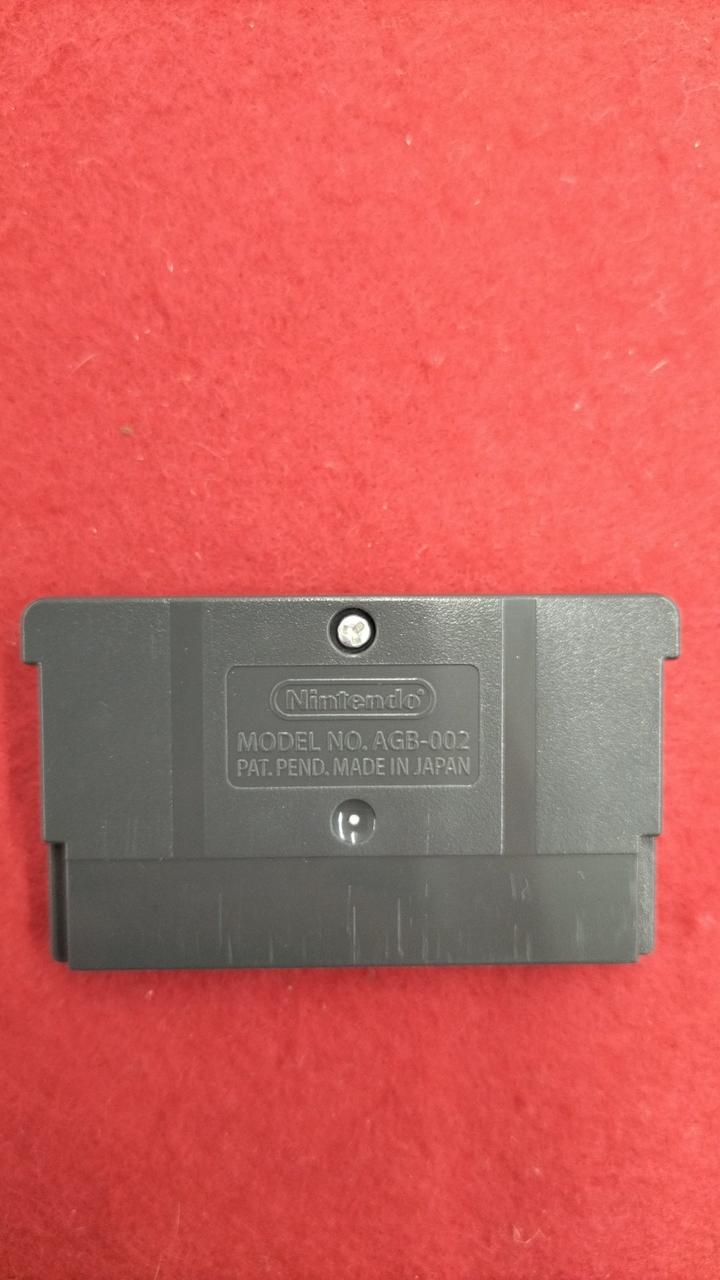 Nintendo®
MODEL NO. AGB-002
PAT. PEND. MADE IN JAPAN